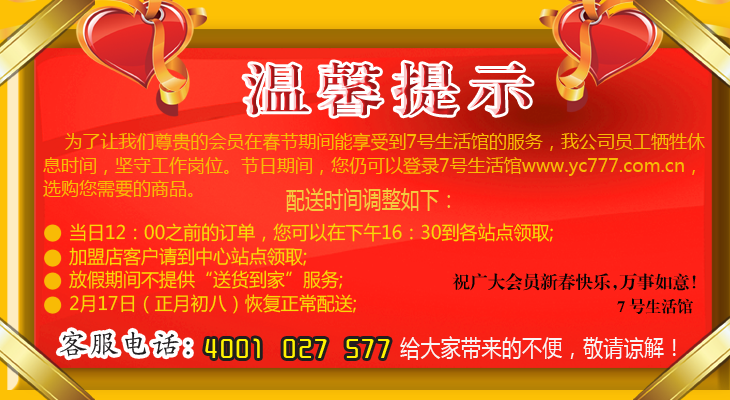 温馨提示
为了让我们尊贵的会员在春节期间能享受到7号生活馆的服务，我公司员工牺牲休
息时间，坚守工作岗位。节日期间，您仍可以登录7号生活馆www.yc777.com.cn，
选购您需要的商品。
配送时间调整如下：
当日12：00之前的订单，您可以在下午16：30到各站点领取;
加盟店客户请到中心站点领取;
放假期间不提供“送货到家”服务;
2月17日（正月初八）恢复正常配送;
祝广大会员新春快乐,万事如意!
7号生活馆
客服电话: 4001 027 577 给大家带来的不便，敬请谅解！